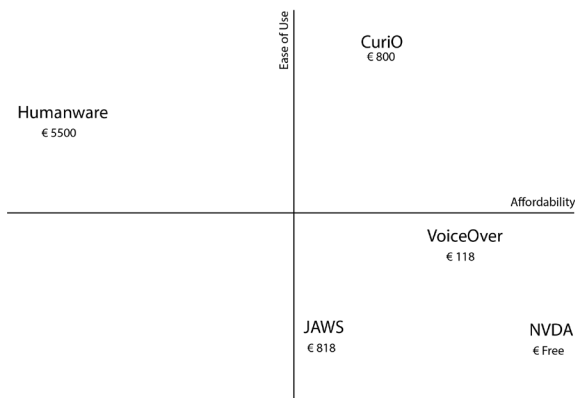 Ease of Use
CuriO
€ 800
Humanware
€ 5500
Affordability
VoiceOver
€ 118
JAWS
€ 818
NVDA
€ Free